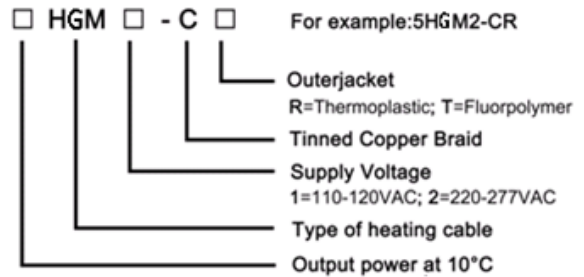 □ HGM □ - C □ For example:5HGM2-CR
Outerjacket
R=Thermoplastic; T=Fluorpolymer
Tinned Copper Braid
Supply Voltage
1=110-120VAC; 2=220-277VAC
Type of heating cable
Output power at 10°C